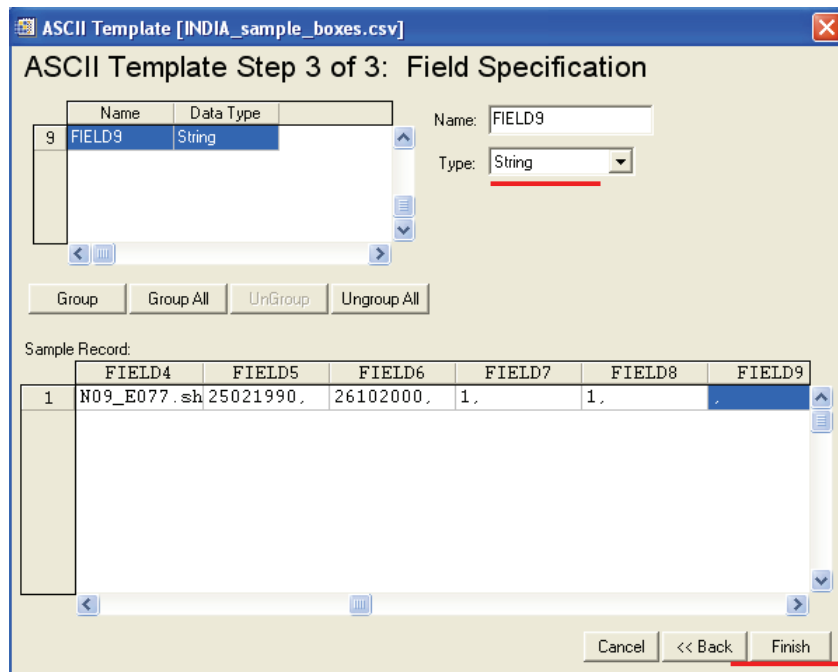 ASCII Template [INDIA_sample_boxes.csv]
ASCII Template Step 3 of 3: Field Specification
Name Data Type
9 FIELD9 String
Name: FIELD9
Type: String
Group Group All UnGroup Ungroup All
Sample Record:
FIELD4 FIELD5 FIELD6 FIELD7 FIELD8 FIELD9
1 N09_E077.sh 25021990, 26102000, 1, 1, ,
Cancel << Back Finish